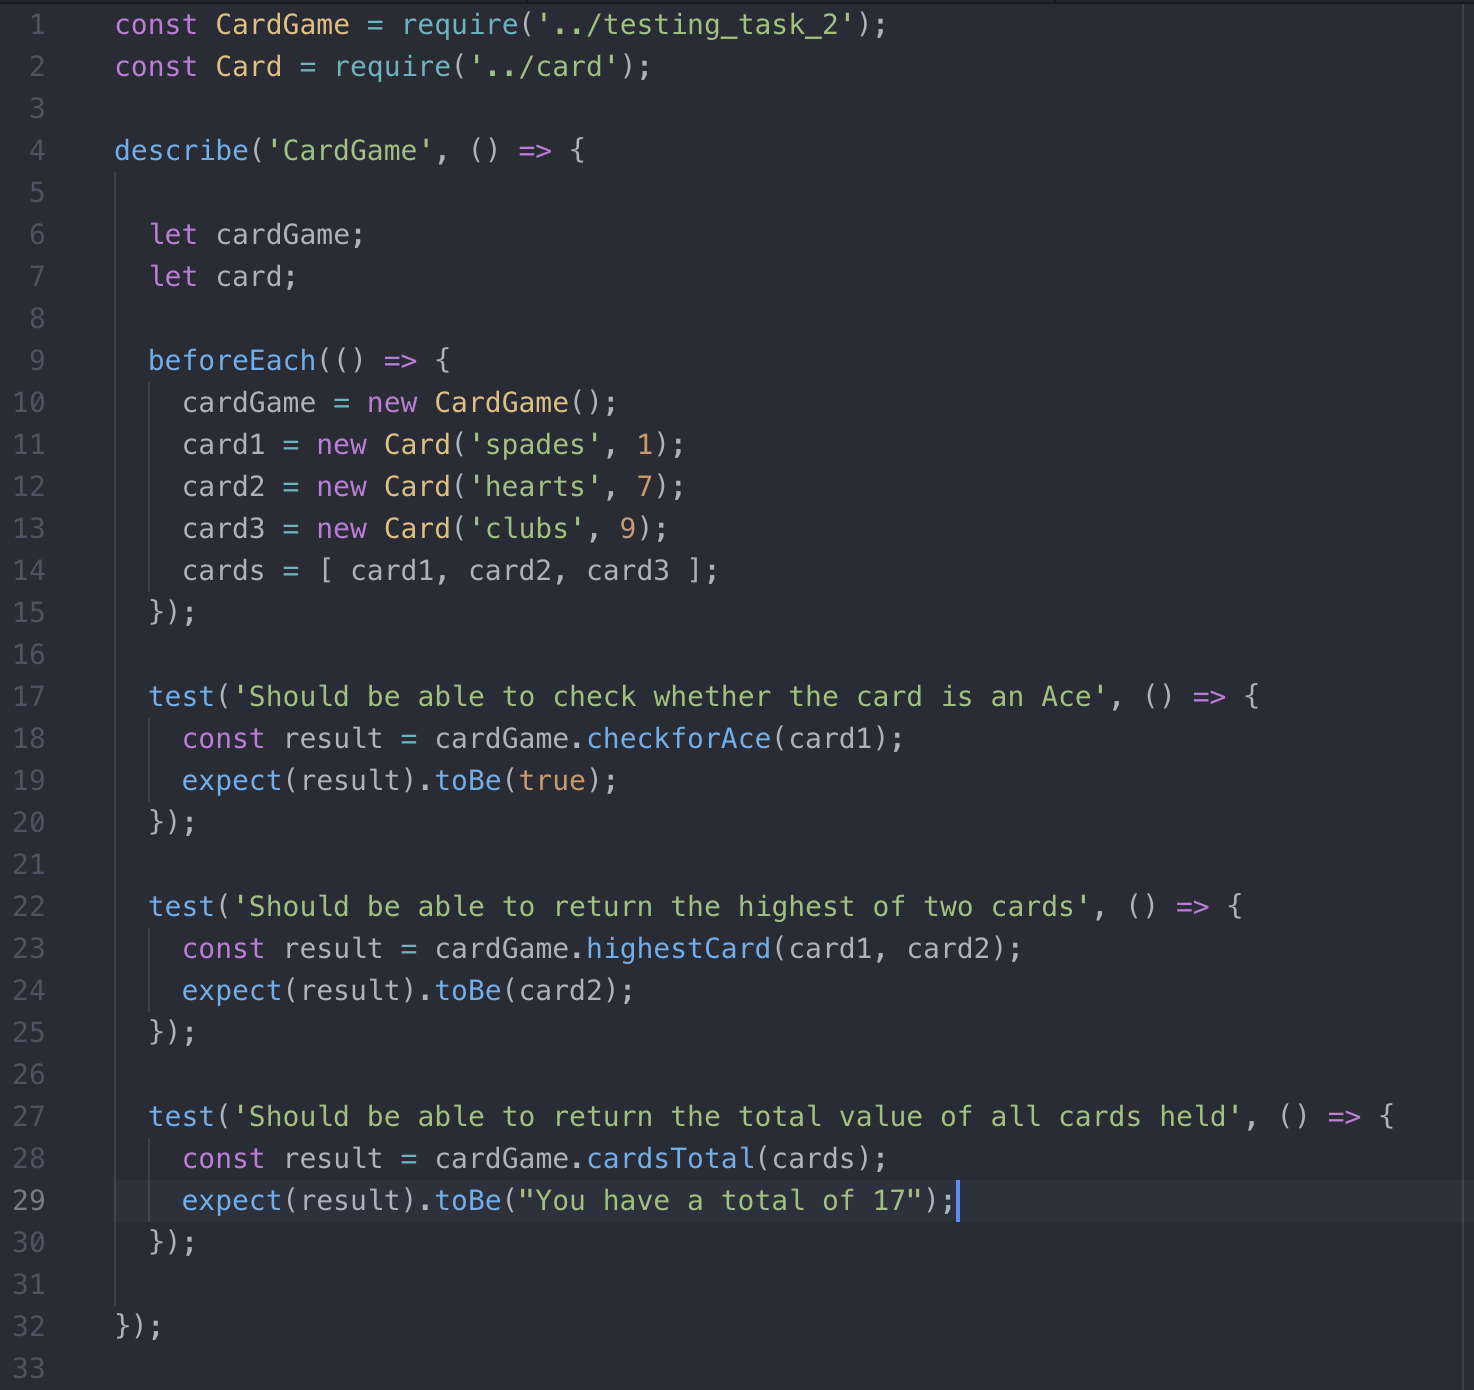 1 const CardGame = require('../testing_task_2');
2 const Card = require('../card');
3
4 describe('CardGame', () => {
5
6 let cardGame;
7 let card;
8
9 beforeEach(() => {
10 cardGame = new CardGame();
11 card1 = new Card('spades', 1);
12 card2 = new Card('hearts', 7);
13 card3 = new Card('clubs', 9);
14 cards = [ card1, card2, card3 ];
15 });
16
17 test('Should be able to check whether the card is an Ace', () => {
18 const result = cardGame.checkforAce(card1);
19 expect(result).toBe(true);
20 });
21
22 test('Should be able to return the highest of two cards', () => {
23 const result = cardGame.highestCard(card1, card2);
24 expect(result).toBe(card2);
25 });
26
27 test('Should be able to return the total value of all cards held', () => {
28 const result = cardGame.cardsTotal(cards);
29 expect(result).toBe("You have a total of 17");
30 });
31
32 });
33